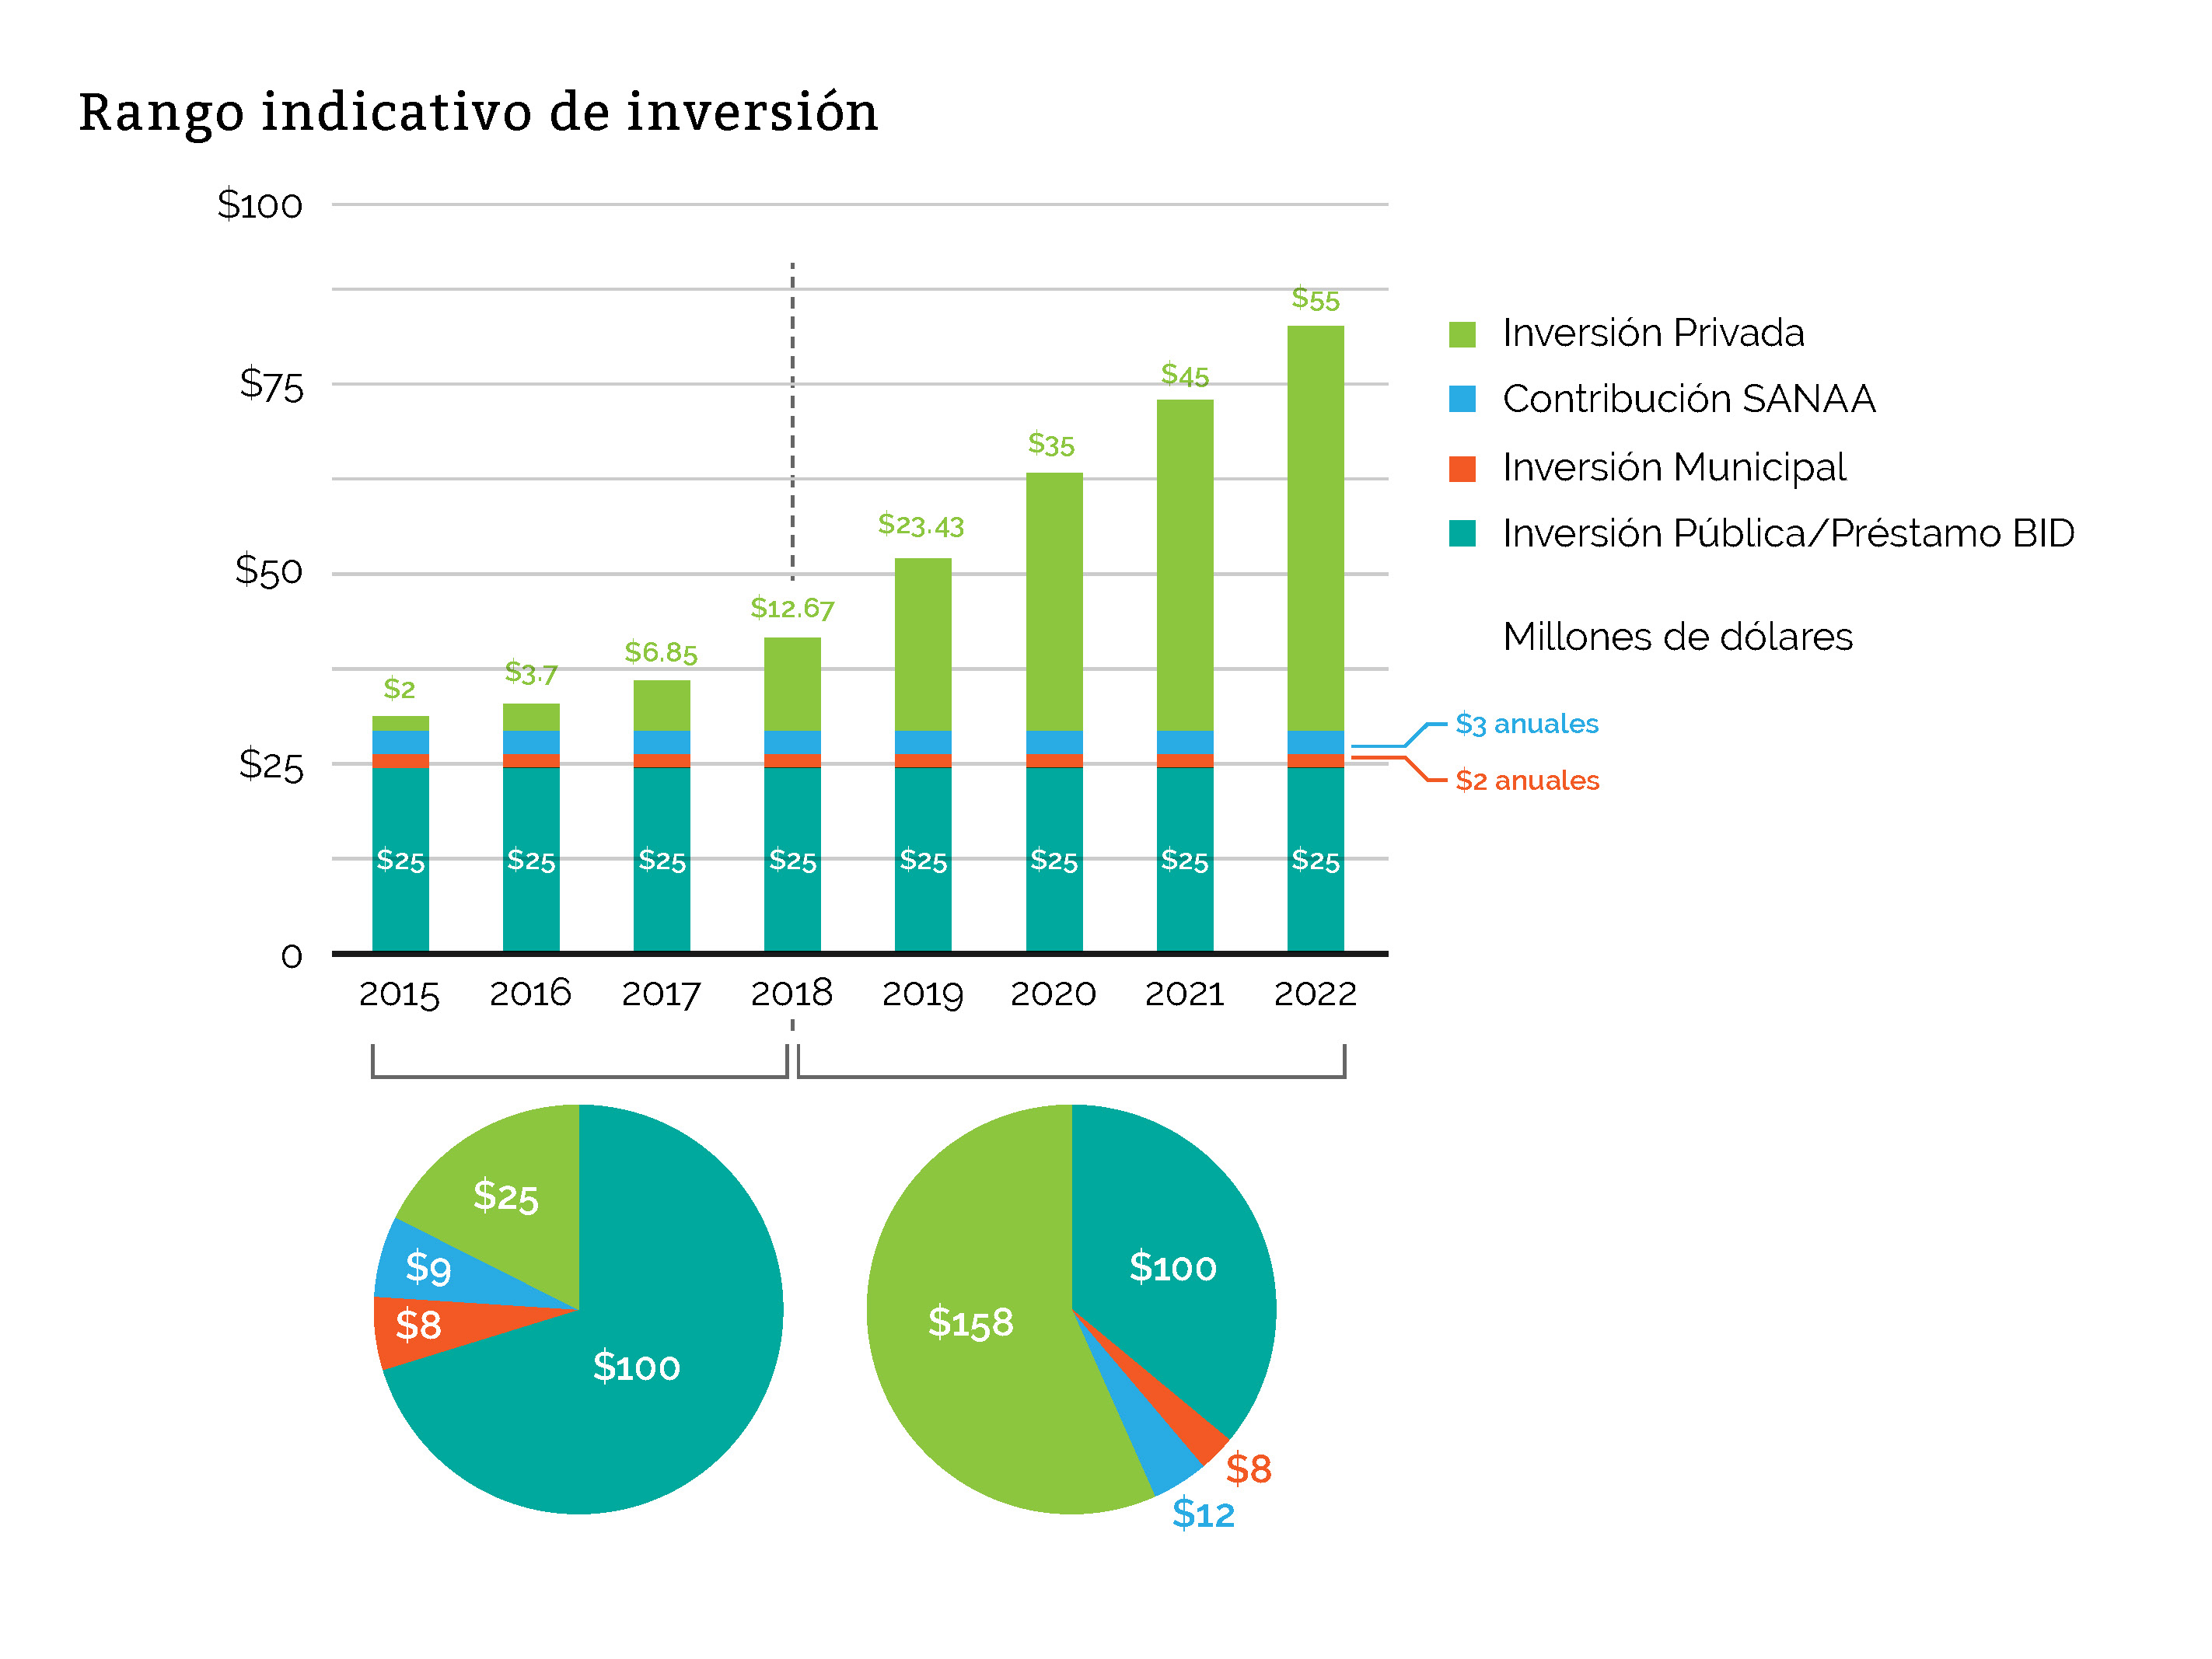 Rango indicativo de inversión
$100
$75
$50
$25
0
$2
$3.7
$6.85
$12.67
$23.43
$35
$45
$55
$25 $25 $25 $25 $25 $25 $25 $25
2015 2016 2017 2018 2019 2020 2021 2022
Inversión Privada
Contribución SANAA
Inversión Municipal
Inversión Pública/Préstamo BID
Millones de dólares
$3 anuales
$2 anuales
$25
$9
$8
$100
$100
$158
$8
$12